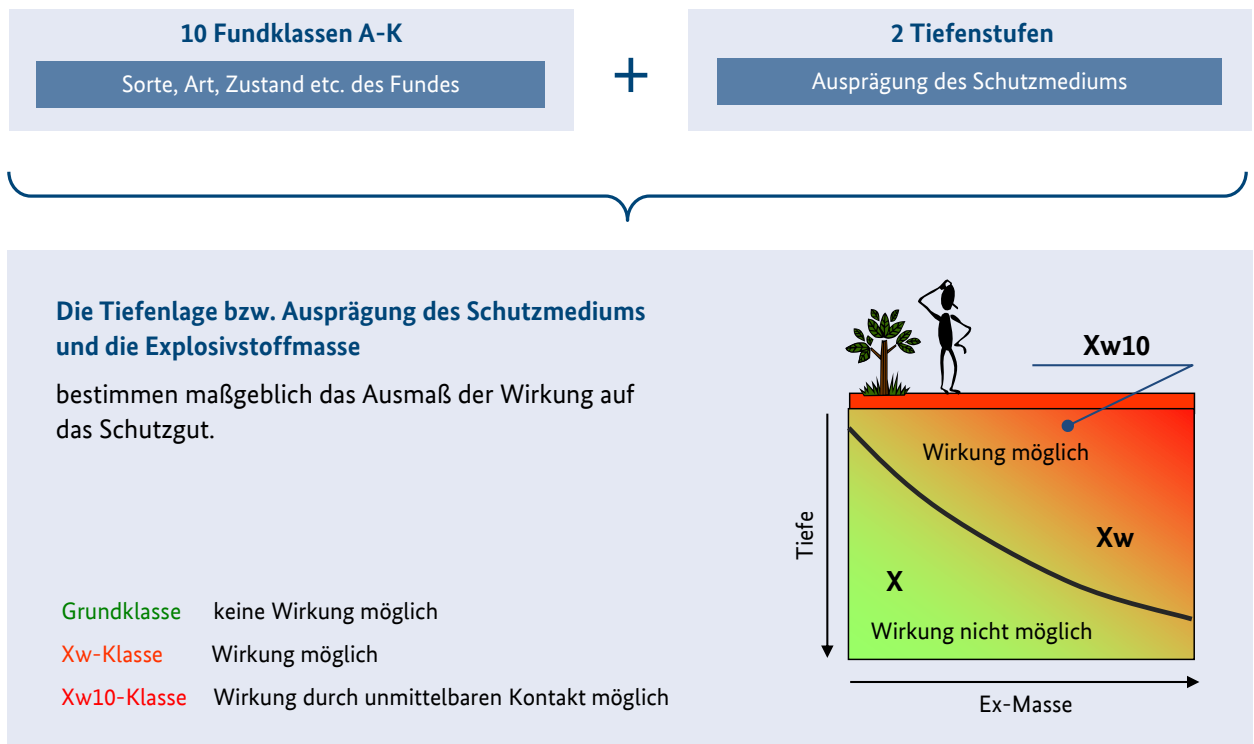 10 Fundklassen A-K
Sorte, Art, Zustand etc. des Fundes
+
2 Tiefenstufen
Ausprägung des Schutzmediums
Die Tiefenlage bzw. Ausprägung des Schutzmediums
und die Explosivstoffmasse
bestimmen maßgeblich das Ausmaß der Wirkung auf
das Schutzgut.
Grundklasse keine Wirkung möglich
Xw-Klasse Wirkung möglich
Xw10-Klasse Wirkung durch unmittelbaren Kontakt möglich
Xw10
Wirkung möglich
Xw
X
Wirkung nicht möglich
Tiefe
Ex-Masse